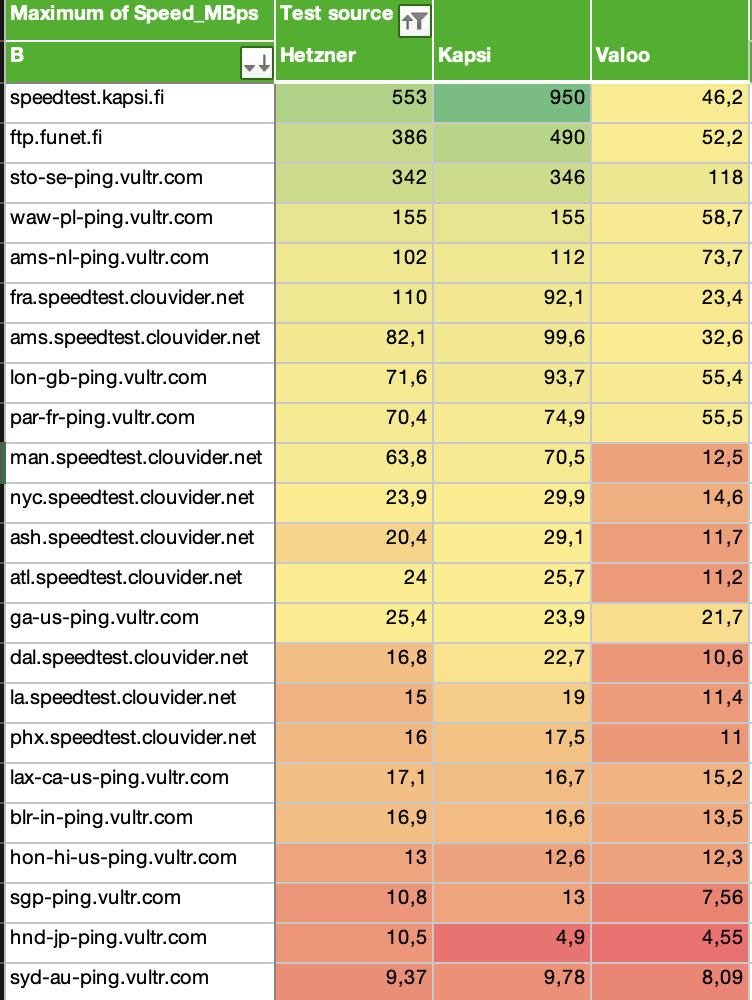 Maximum of Speed_MBps Test source
B Hetzner Kapsi Valoo
speedtest.kapsi.fi 553 950 46,2
ftp.funet.fi 386 490 52,2
sto-se-ping.vultr.com 342 346 118
waw-pl-ping.vultr.com 155 155 58,7
ams-nl-ping.vultr.com 102 112 73,7
fra.speedtest.clouvider.net 110 92,1 23,4
ams.speedtest.clouvider.net 82,1 99,6 32,6
lon-gb-ping.vultr.com 71,6 93,7 55,4
par-fr-ping.vultr.com 70,4 74,9 55,5
man.speedtest.clouvider.net 63,8 70,5 12,5
nyc.speedtest.clouvider.net 23,9 29,9 14,6
ash.speedtest.clouvider.net 20,4 29,1 11,7
atl.speedtest.clouvider.net 24 25,7 11,2
ga-us-ping.vultr.com 25,4 23,9 21,7
dal.speedtest.clouvider.net 16,8 22,7 10,6
la.speedtest.clouvider.net 15 19 11,4
phx.speedtest.clouvider.net 16 17,5 11
lax-ca-us-ping.vultr.com 17,1 16,7 15,2
blr-in-ping.vultr.com 16,9 16,6 13,5
hon-hi-us-ping.vultr.com 13 12,6 12,3
sgp-ping.vultr.com 10,8 13 7,56
hnd-jp-ping.vultr.com 10,5 4,9 4,55
syd-au-ping.vultr.com 9,37 9,78 8,09